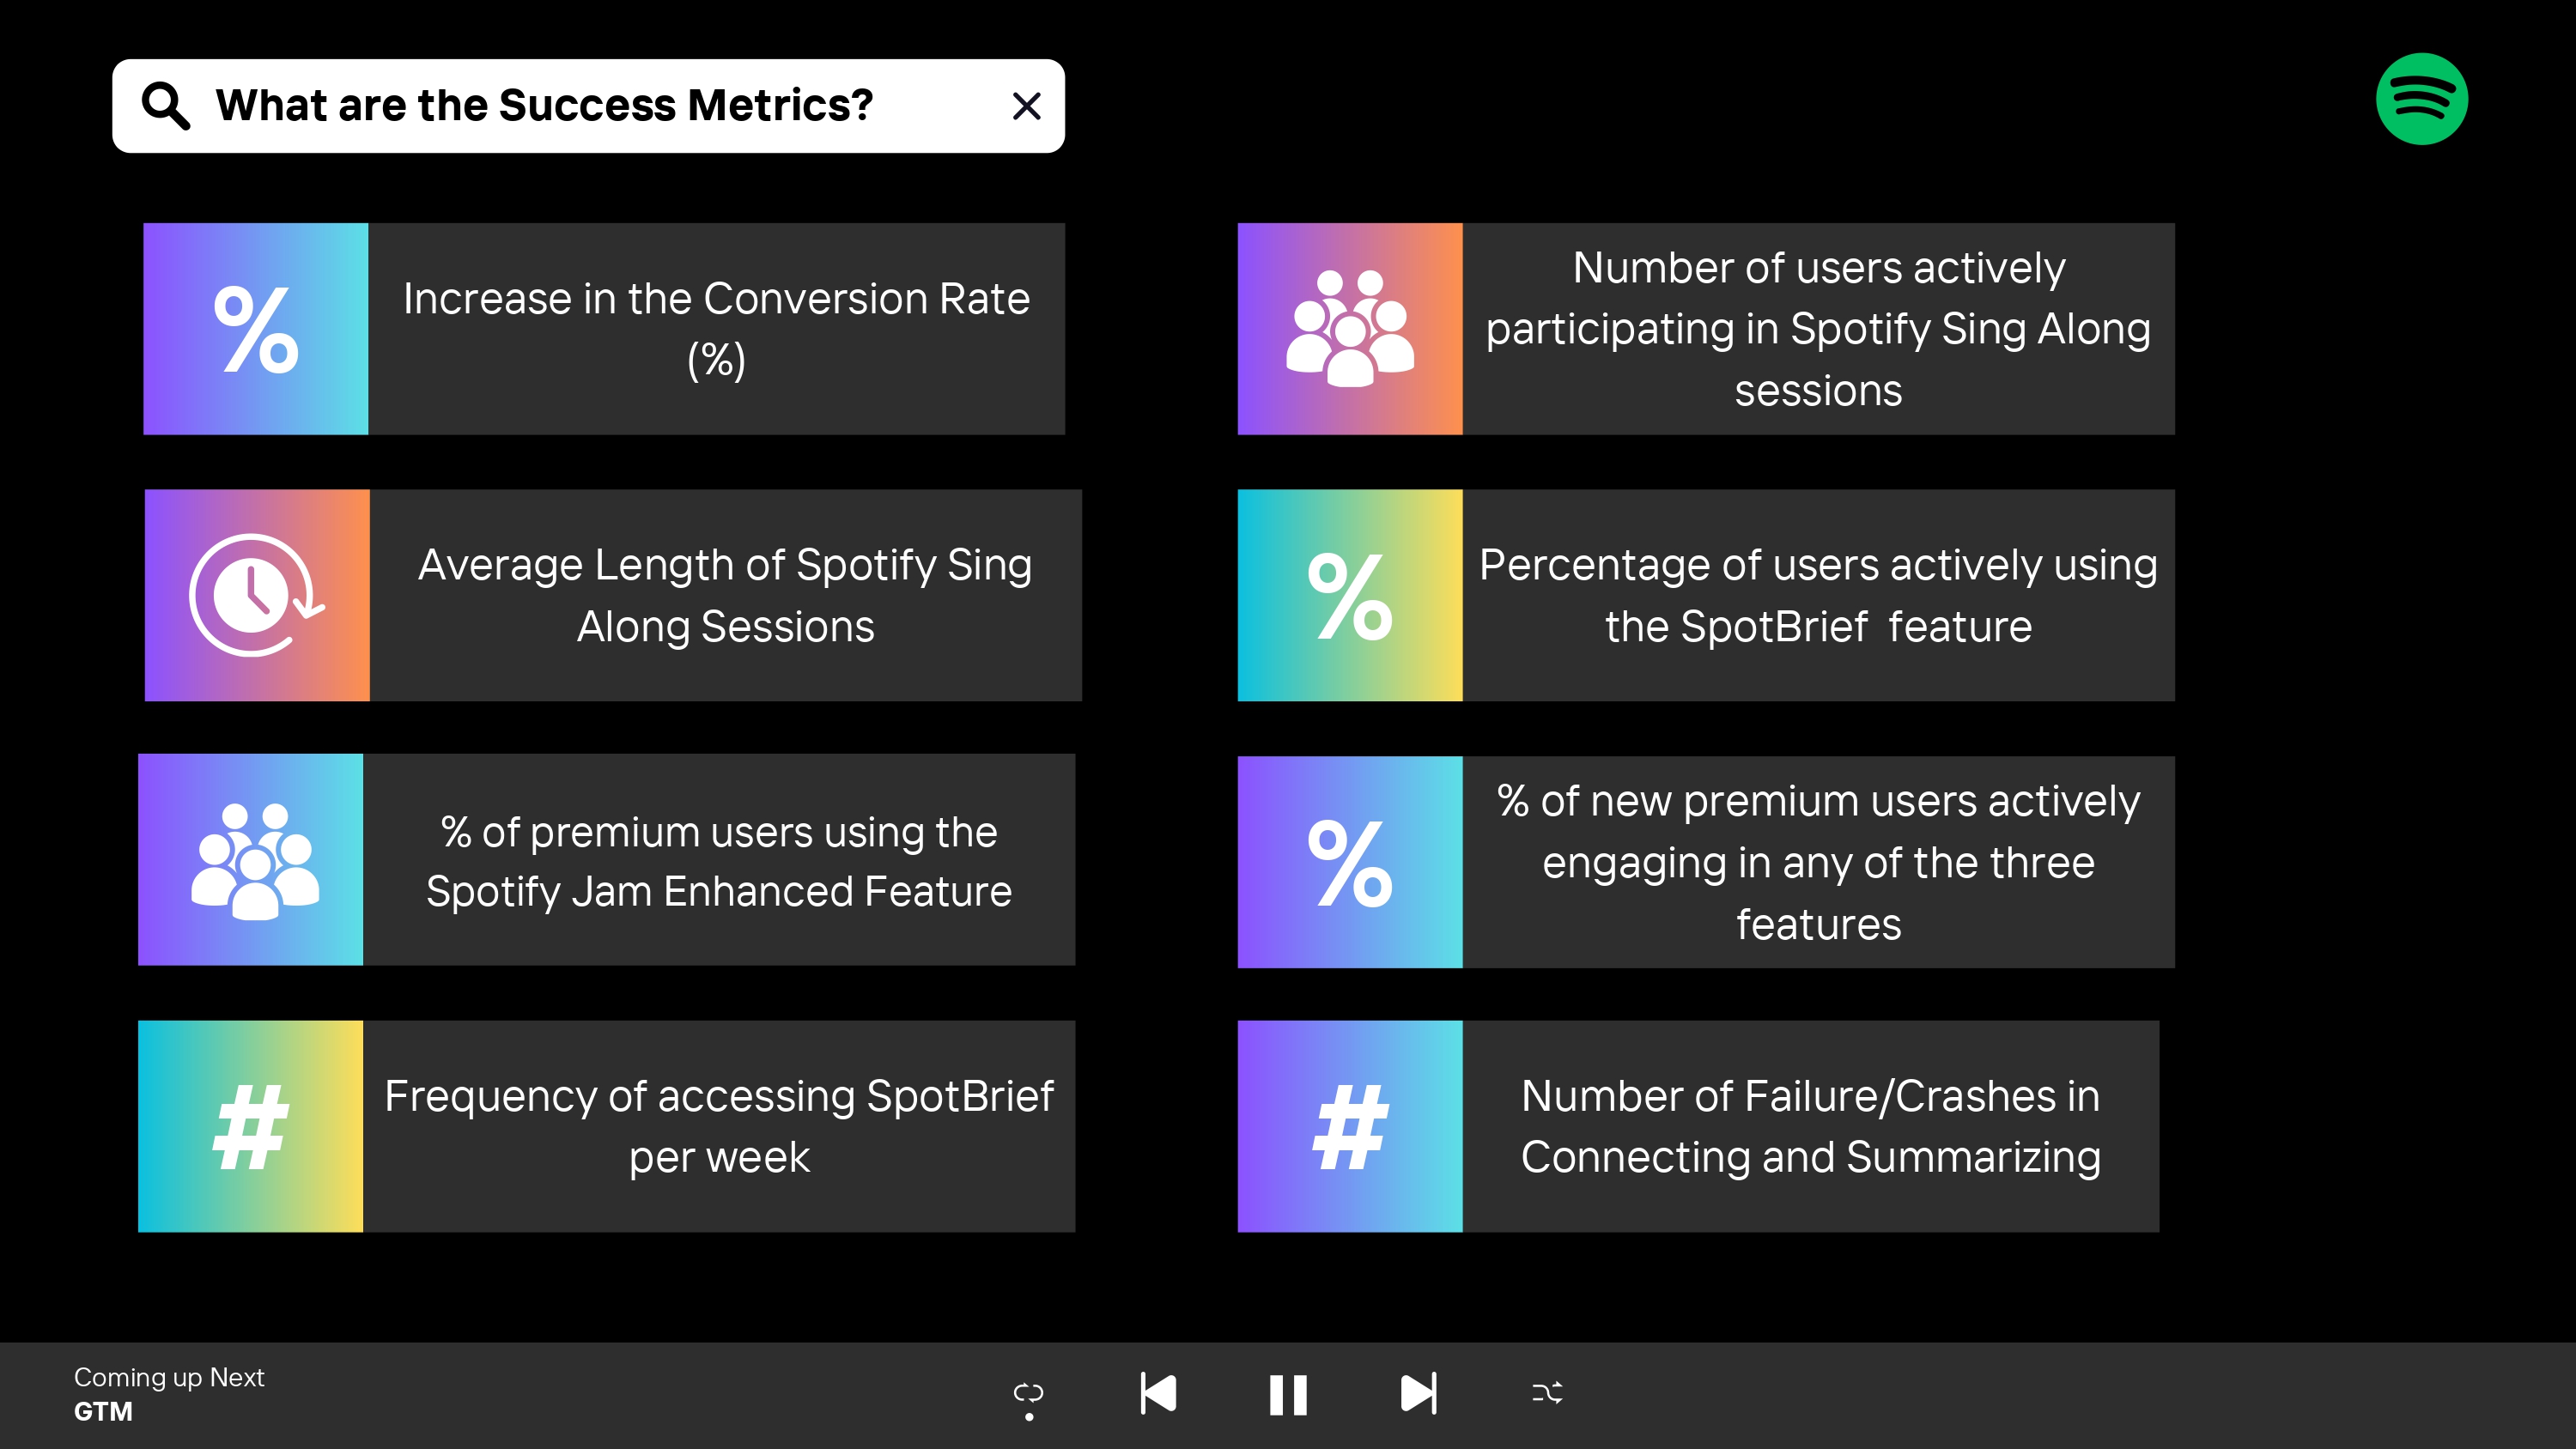 What are the Success Metrics?
%
Increase in the Conversion Rate
(%)
Number of users actively
participating in Spotify Sing Along
sessions
Average Length of Spotify Sing
Along Sessions
%
Percentage of users actively using
the SpotBrief  feature
% of premium users using the
Spotify Jam Enhanced Feature
%
% of new premium users actively
engaging in any of the three
features
#
Frequency of accessing SpotBrief
per week
#
Number of Failure/Crashes in
Connecting and Summarizing
Coming up Next
GTM